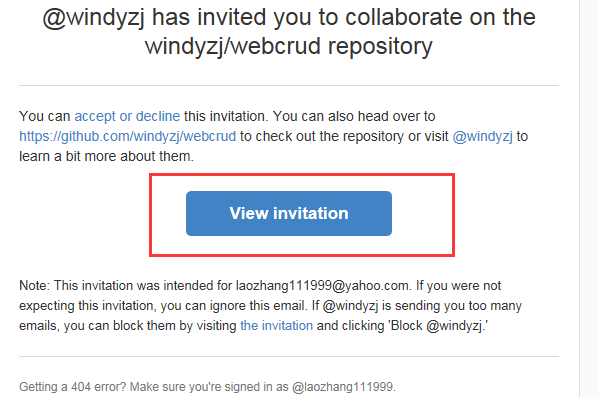 @windyzj has invited you to collaborate on the
windyzj/webcrud repository
You can accept or decline this invitation. You can also head over to
https://github.com/windyzj/webcrud to check out the repository or visit @windyzj to
learn a bit more about them.
View invitation
Note: This invitation was intended for laozhang111999@yahoo.com. If you were not
expecting this invitation, you can ignore this email. If @windyzj is sending you too many
emails, you can block them by visiting the invitation and clicking 'Block @windyzj.'
Getting a 404 error? Make sure you're signed in as @laozhang111999.